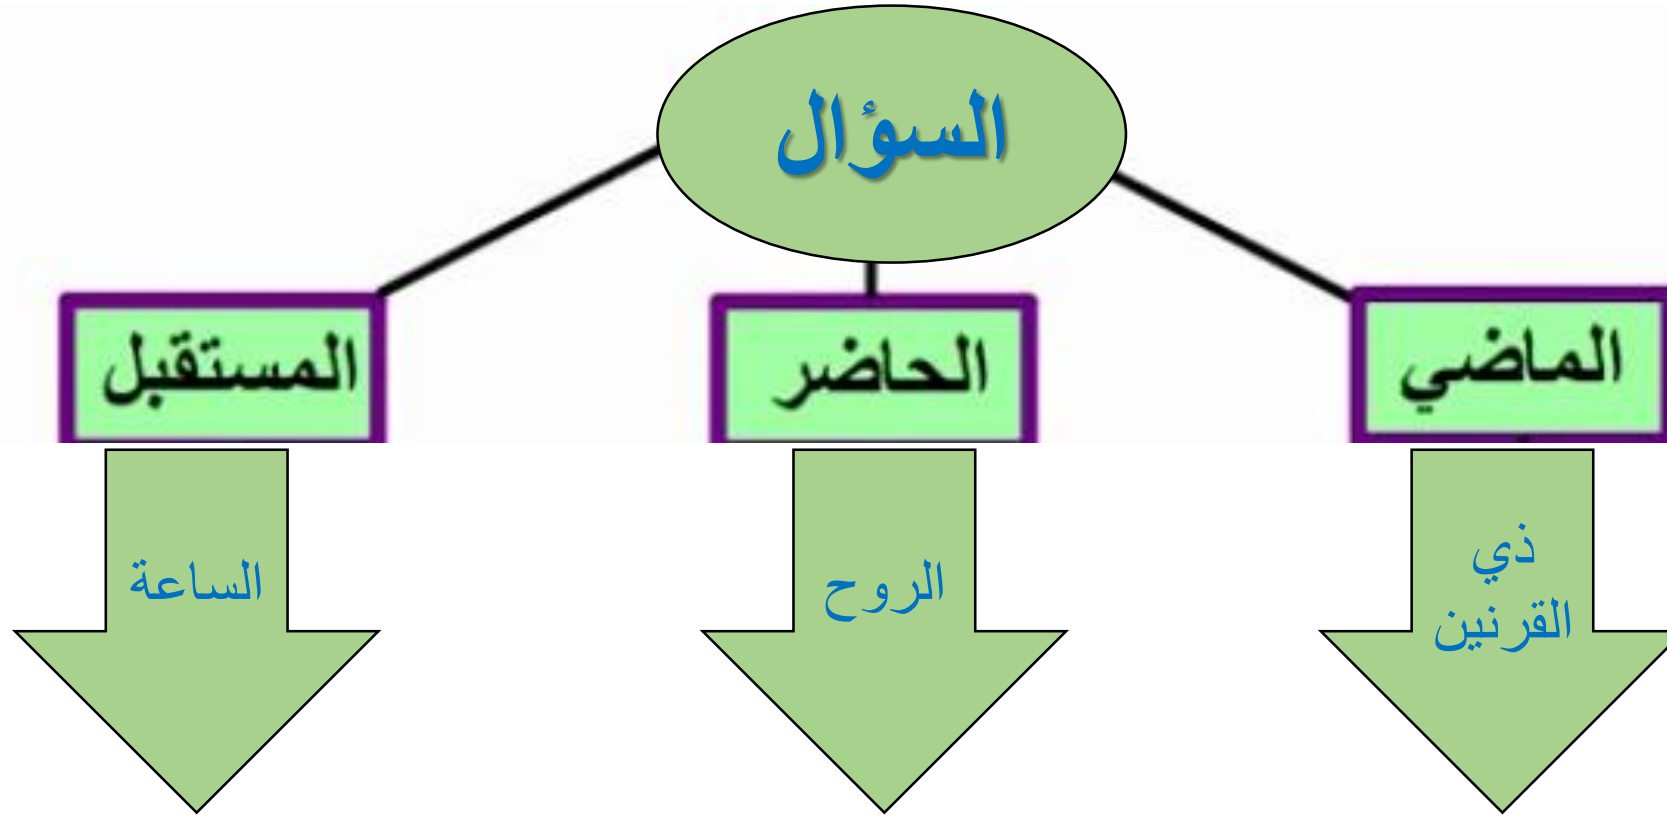 السؤال
الماضي
الحاضر
المستقبل
ذي
القرنين
الروح
الساعة